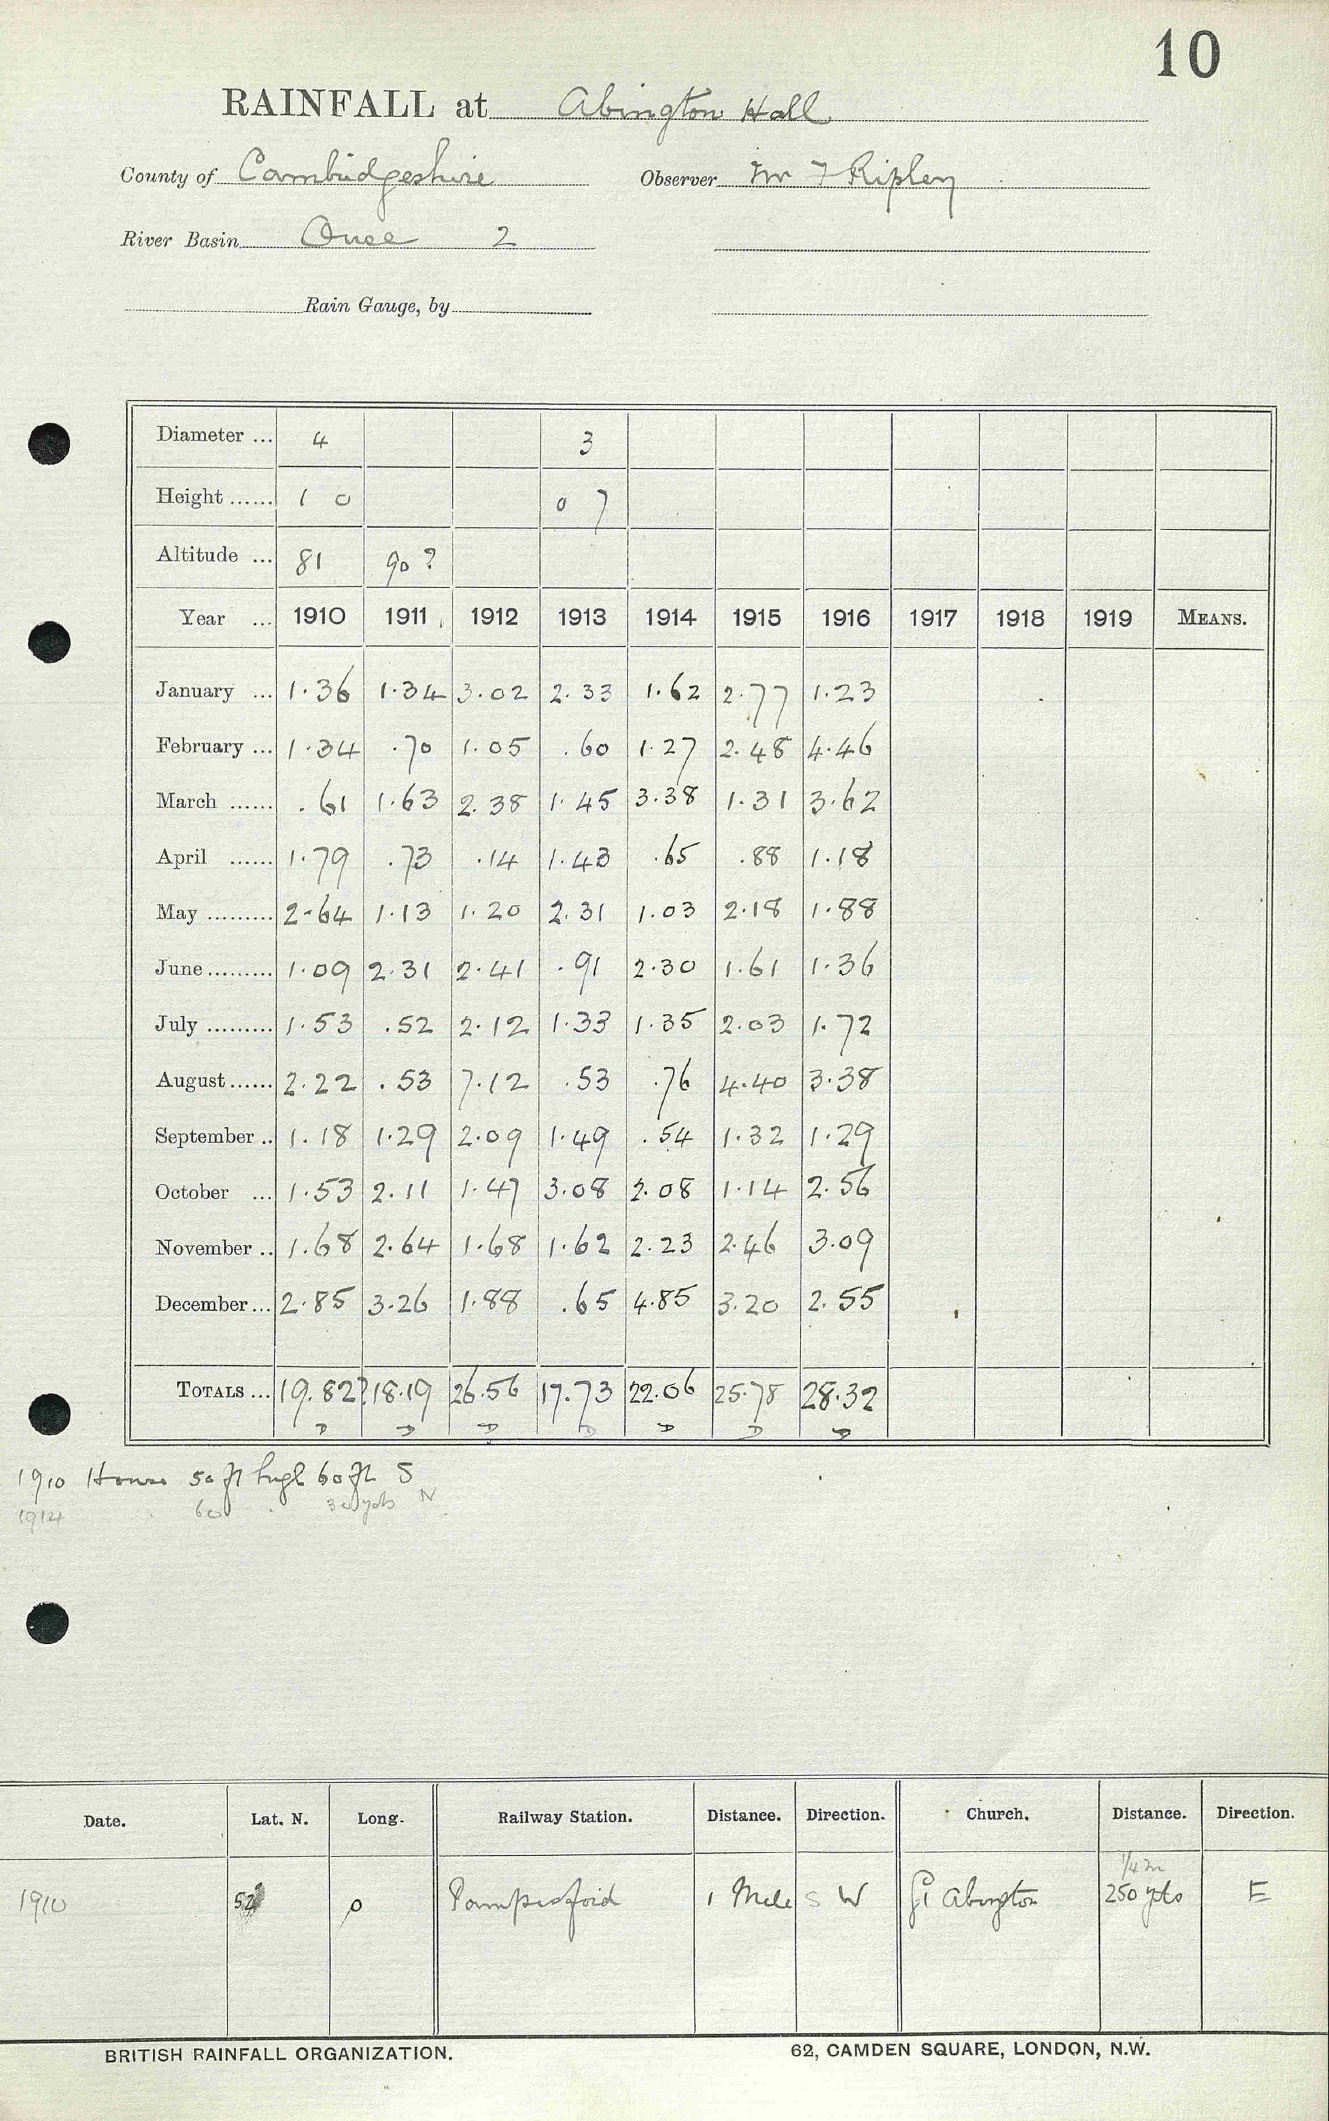 10
RAINFALL at Abington Hall
County of Cambridgeshire Observer Mr F Ripley
River Basin Ouse 2
Rain Gauge, by
Diameter ... 4 3
Height ...... 1 0 0 7
Altitude ... 81 90?
Year ... 1910 1911 1912 1913 1914 1915 1916 1917 1918 1919 MEANS.
January ... 1.36 1.34 3.02 2.33 1.62 2.77 1.23
February ... 1.34 .70 1.05 .60 1.27 2.48 4.46
March ...... .61 1.63 2.38 1.45 3.38 1.31 3.62
April ...... 1.79 .73 .14 1.43 .65 .88 1.18
May ......... 2.64 1.13 1.20 2.31 1.03 2.18 1.88
June ......... 1.09 2.31 2.41 .91 2.30 1.61 1.36
July ......... 1.53 .52 2.12 1.33 1.35 2.03 1.72
August ...... 2.22 .53 7.12 .53 .76 4.40 3.38
September .. 1.18 1.29 2.09 1.49 .54 1.32 1.29
October ... 1.53 2.11 1.47 3.08 2.08 1.14 2.56
November .. 1.68 2.64 1.68 1.62 2.23 2.46 3.09
December ... 2.85 3.26 1.88 .65 4.85 3.20 2.55
TOTALS ... 19.82? 18.19 26.56 17.73 22.06 25.78 28.32
D D D D D D D
1910 House 50 ft high 60 ft S
1914 60 30 yds N
Date. Lat. N. Long. Railway Station. Distance. Direction. Church. Distance. Direction.
1/4 m
1910 52 0 Pampisford 1 Mile S W Gt Abington 250 yds E
BRITISH RAINFALL ORGANIZATION. 62, CAMDEN SQUARE, LONDON, N.W.